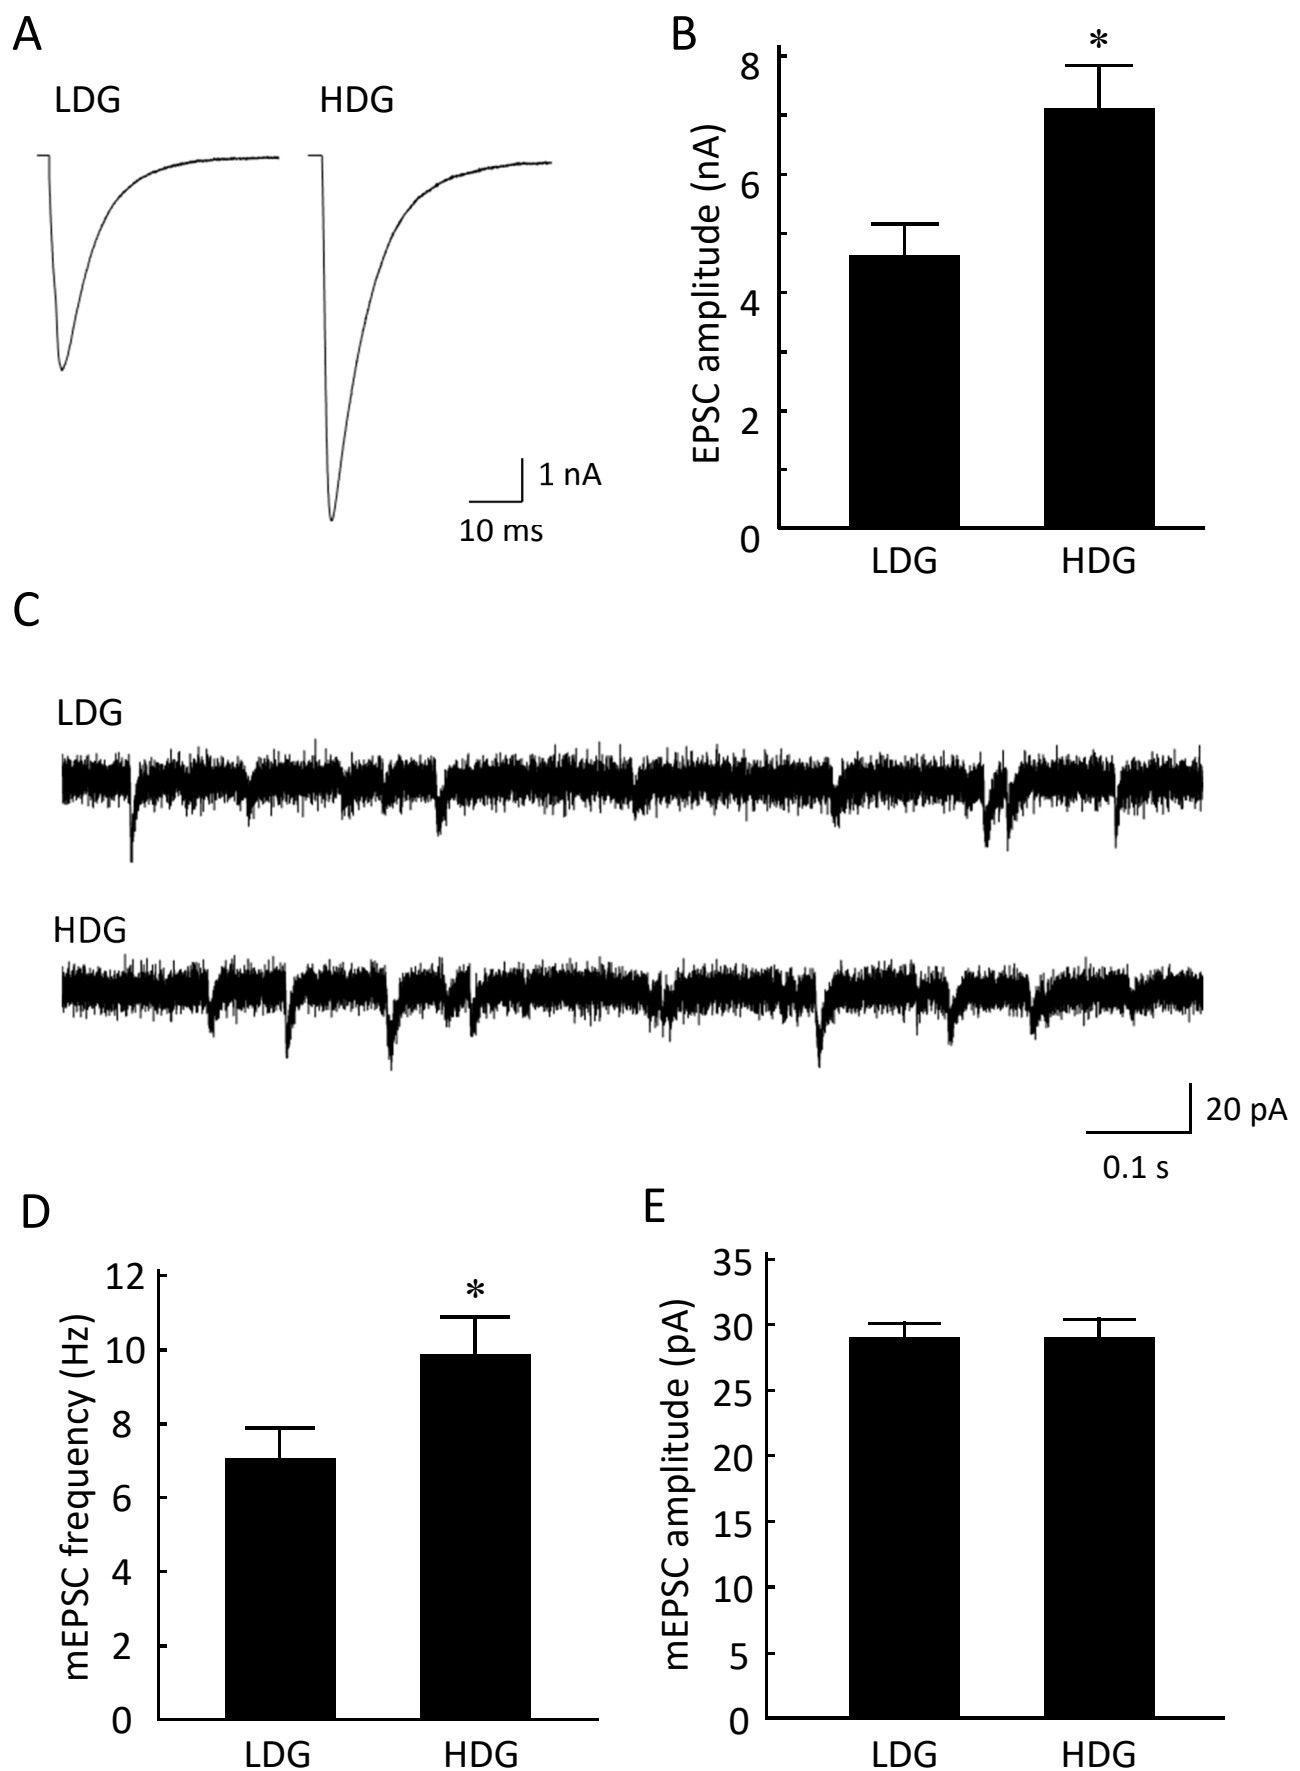 A
LDG
HDG
1 nA
10 ms
B
EPSC amplitude (nA)
8
6
4
2
0
*
LDG
HDG
C
LDG
HDG
20 pA
0.1 s
D
mEPSC frequency (Hz)
12
10
8
6
4
2
0
*
LDG
HDG
E
mEPSC amplitude (pA)
35
30
25
20
15
10
5
0
LDG
HDG